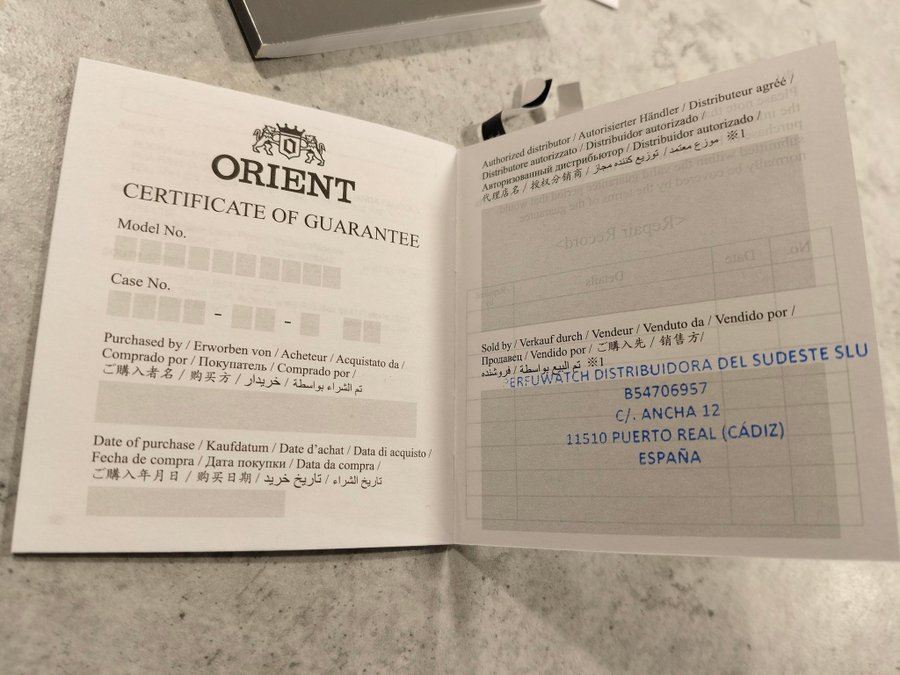 ORIENT
CERTIFICATE OF GUARANTEE
Model No.
Case No.
- -
Purchased by / Erworben von / Acheteur / Acquistato da /
Comprado por / Покупатель / Comprado por /
ご購入者名 / 购买方 / خریدار / تم الشراء بواسطة /
Date of purchase / Kaufdatum / Date d’achat / Data di acquisto /
Fecha de compra / Дата покупки / Data da compra /
ご購入年月日 / 购买日期 / تاریخ خرید / تاريخ الشراء /
Authorized distributor / Autorisierter Händler / Distributeur agréé /
Distributore autorizzato / Distribuidor autorizado /
Авторизованный дистрибьютор / Distribuidor autorizado /
代理店名 / 授权分销商 / توزیع کننده مجاز / موزع معتمد ※1
Sold by / Verkauf durch / Vendeur / Venduto da / Vendido por /
Продавец / Vendido por / ご購入先 / 销售方/
فروشنده / تم البيع بواسطة ※1
PERFUWATCH DISTRIBUIDORA DEL SUDESTE SLU
B54706957
C/. ANCHA 12
11510 PUERTO REAL (CÁDIZ)
ESPAÑA
<Repair Record>
No.
Date
Details